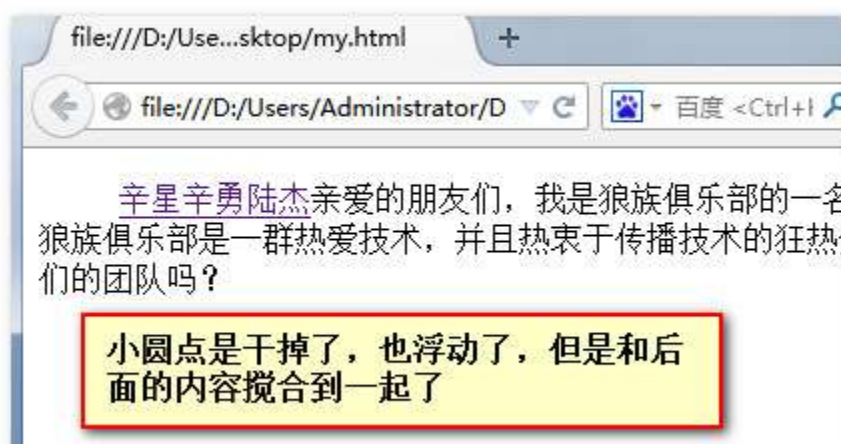 file:///D:/Use...sktop/my.html
file:///D:/Users/Administrator/D 百度 <Ctrl+
辛星辛勇陆杰亲爱的朋友们，我是狼族俱乐部的一名
狼族俱乐部是一群热爱技术，并且热衷于传播技术的狂热
们的团队吗？
小圆点是干掉了，也浮动了，但是和后
面的内容搅合到一起了